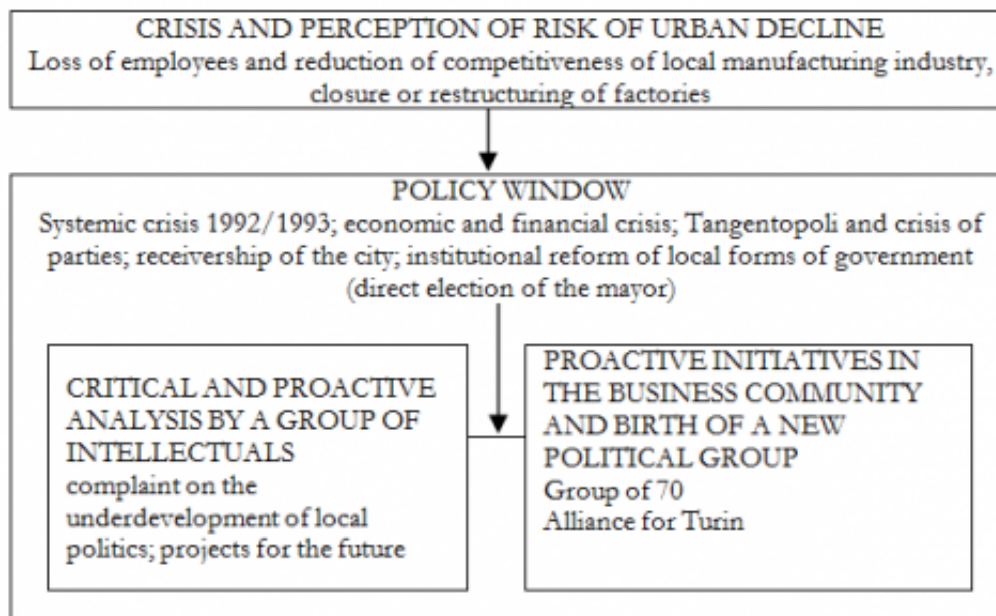 CRISIS AND PERCEPTION OF RISK OF URBAN DECLINE
Loss of employees and reduction of competitiveness of local manufacturing industry,
closure or restructuring of factories
POLICY WINDOW
Systemic crisis 1992/1993; economic and financial crisis; Tangentopoli and crisis of
parties; receivership of the city; institutional reform of local forms of government
(direct election of the mayor)
CRITICAL AND PROACTIVE
ANALYSIS BY A GROUP OF
INTELLECTUALS
complaint on the
underdevelopment of local
politics; projects for the future
PROACTIVE INITIATIVES IN
THE BUSINESS COMMUNITY
AND BIRTH OF A NEW
POLITICAL GROUP
Group of 70
Alliance for Turin